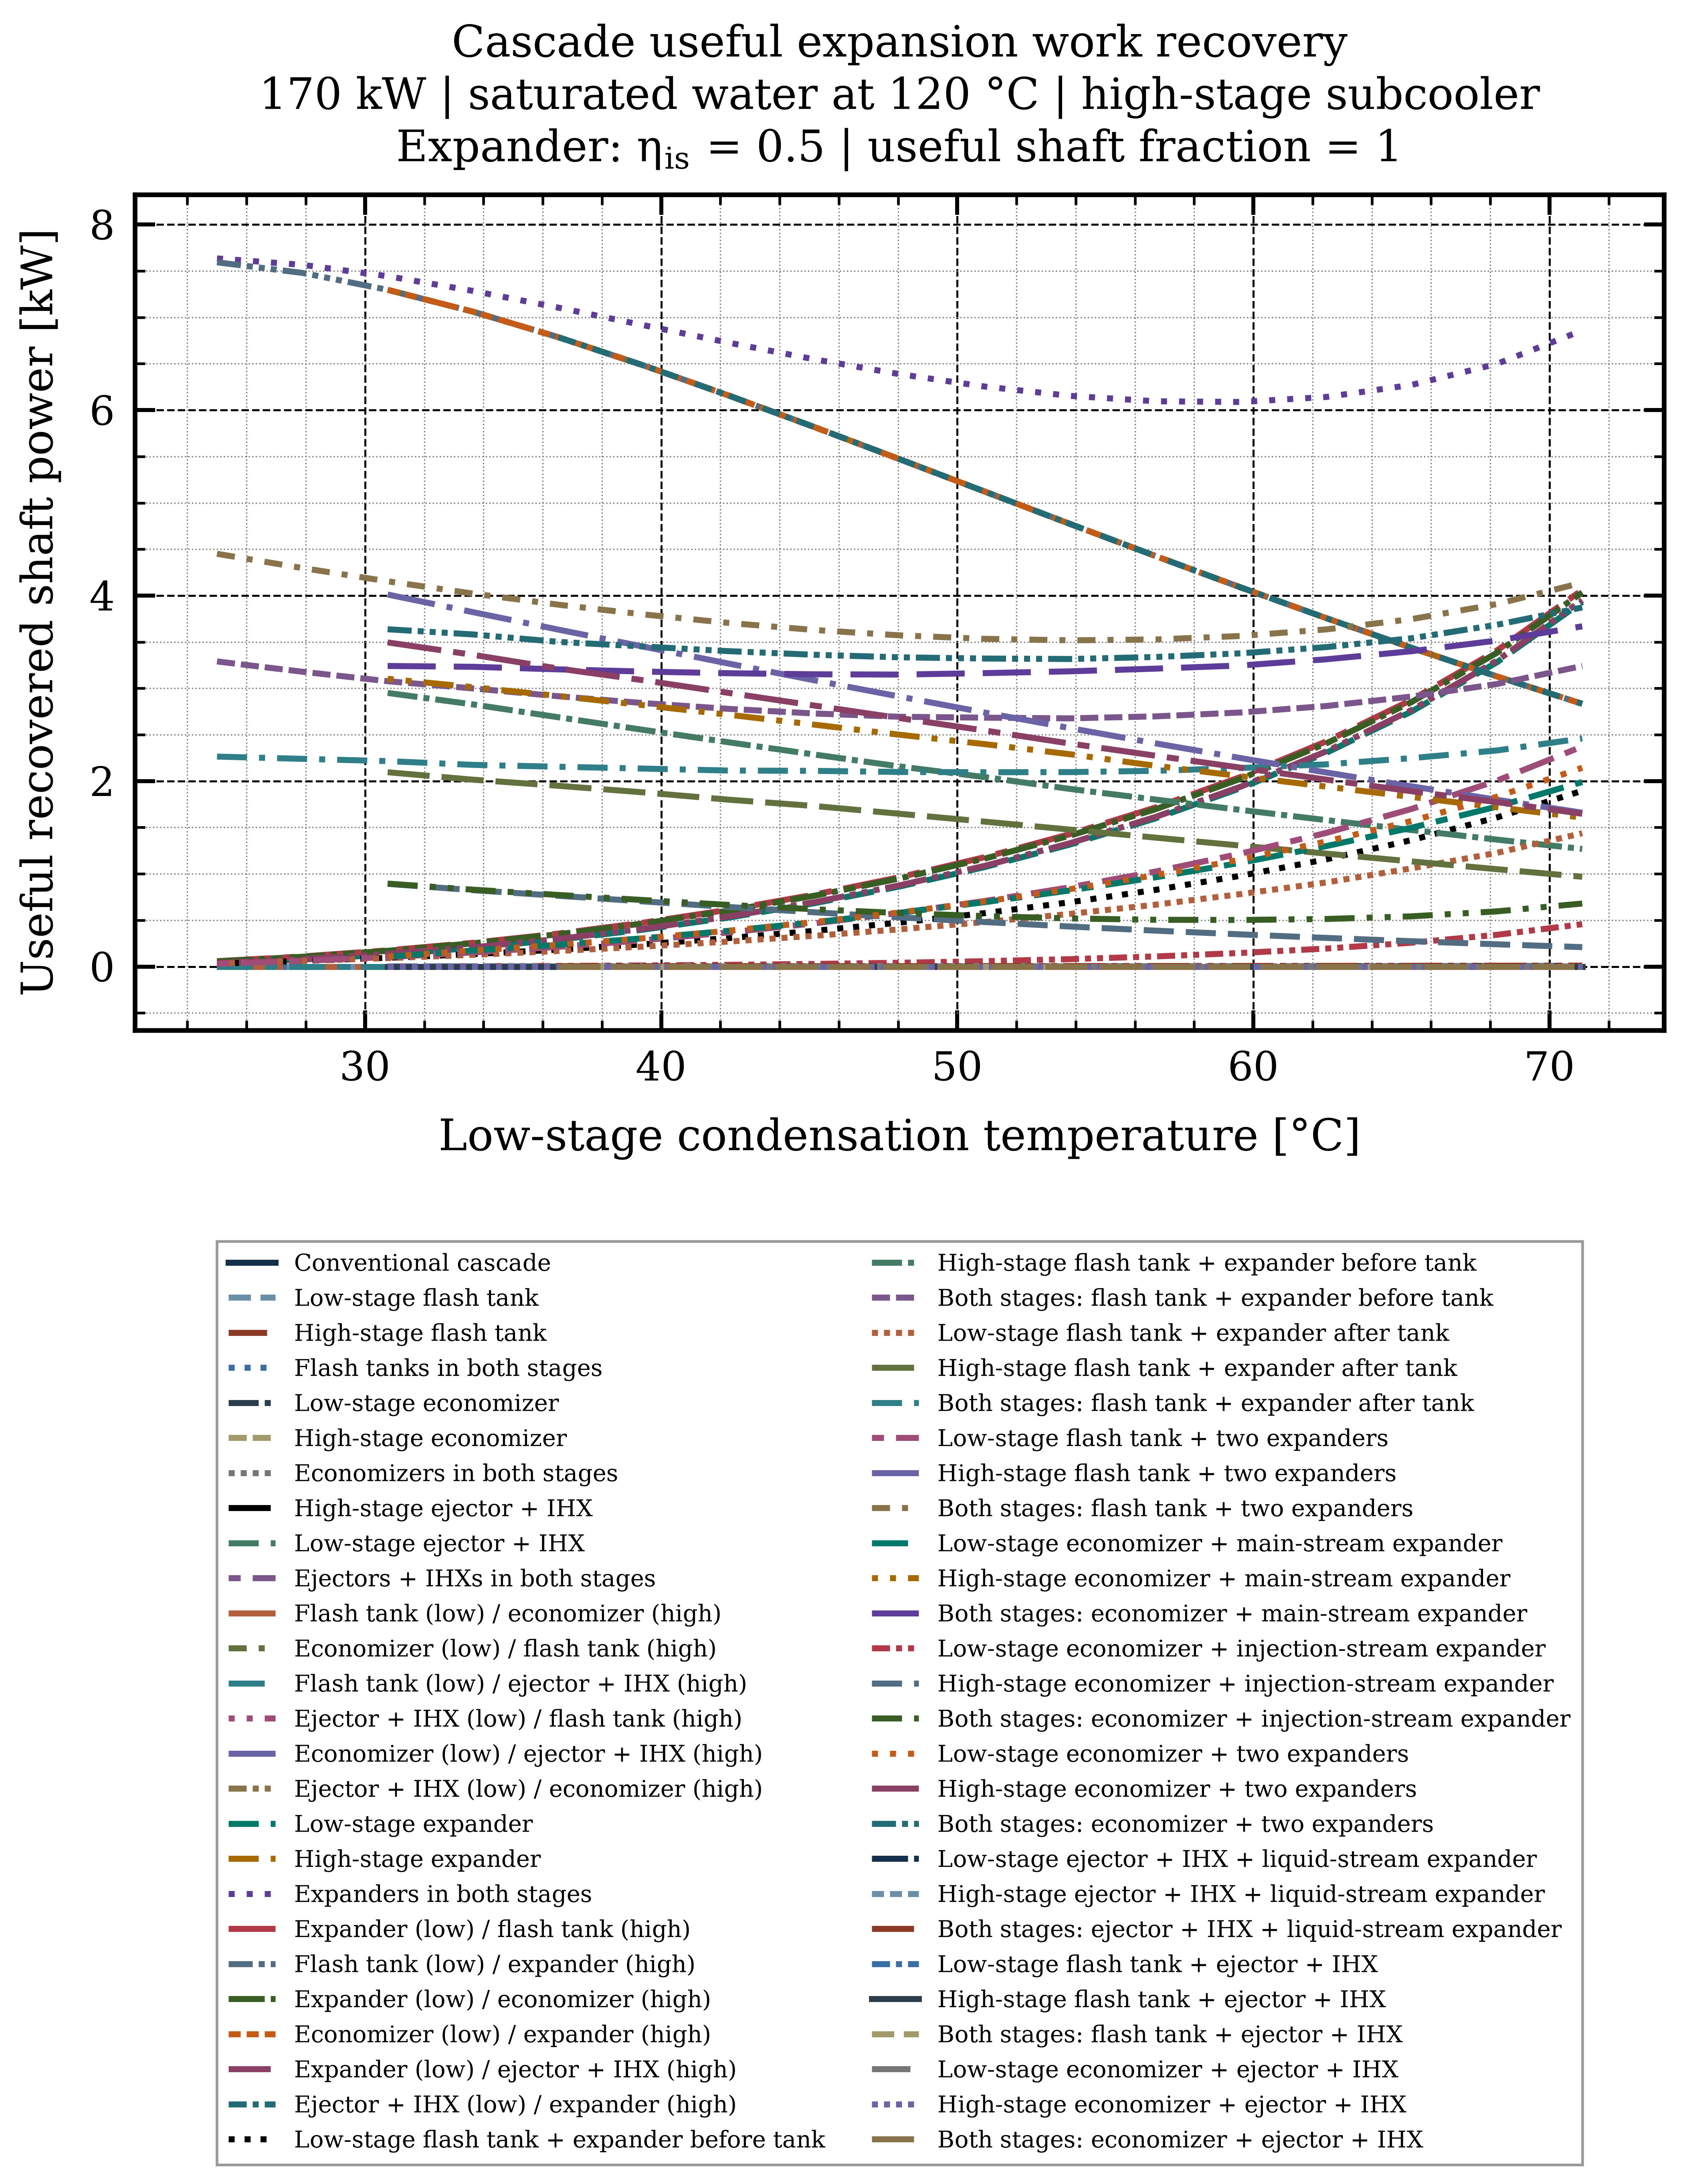 Cascade useful expansion work recovery
170 kW | saturated water at 120 °C | high-stage subcooler
Expander: ηis = 0.5 | useful shaft fraction = 1
Useful recovered shaft power [kW]
8
6
4
2
0
30 40 50 60 70
Low-stage condensation temperature [°C]
Conventional cascade
Low-stage flash tank
High-stage flash tank
Flash tanks in both stages
Low-stage economizer
High-stage economizer
Economizers in both stages
High-stage ejector + IHX
Low-stage ejector + IHX
Ejectors + IHXs in both stages
Flash tank (low) / economizer (high)
Economizer (low) / flash tank (high)
Flash tank (low) / ejector + IHX (high)
Ejector + IHX (low) / flash tank (high)
Economizer (low) / ejector + IHX (high)
Ejector + IHX (low) / economizer (high)
Low-stage expander
High-stage expander
Expanders in both stages
Expander (low) / flash tank (high)
Flash tank (low) / expander (high)
Expander (low) / economizer (high)
Economizer (low) / expander (high)
Expander (low) / ejector + IHX (high)
Ejector + IHX (low) / expander (high)
Low-stage flash tank + expander before tank
High-stage flash tank + expander before tank
Both stages: flash tank + expander before tank
Low-stage flash tank + expander after tank
High-stage flash tank + expander after tank
Both stages: flash tank + expander after tank
Low-stage flash tank + two expanders
High-stage flash tank + two expanders
Both stages: flash tank + two expanders
Low-stage economizer + main-stream expander
High-stage economizer + main-stream expander
Both stages: economizer + main-stream expander
Low-stage economizer + injection-stream expander
High-stage economizer + injection-stream expander
Both stages: economizer + injection-stream expander
Low-stage economizer + two expanders
High-stage economizer + two expanders
Both stages: economizer + two expanders
Low-stage ejector + IHX + liquid-stream expander
High-stage ejector + IHX + liquid-stream expander
Both stages: ejector + IHX + liquid-stream expander
Low-stage flash tank + ejector + IHX
High-stage flash tank + ejector + IHX
Both stages: flash tank + ejector + IHX
Low-stage economizer + ejector + IHX
High-stage economizer + ejector + IHX
Both stages: economizer + ejector + IHX